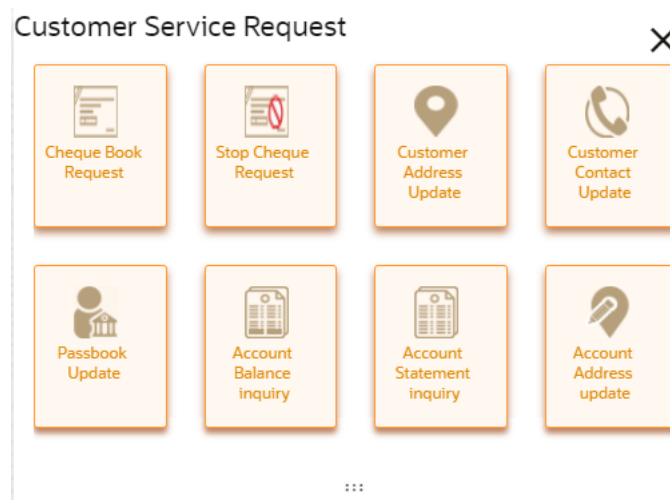 Customer Service Request
Cheque Book
Request
Stop Cheque
Request
Customer
Address
Update
Customer
Contact
Update
Passbook
Update
Account
Balance
inquiry
Account
Statement
inquiry
Account
Address
update